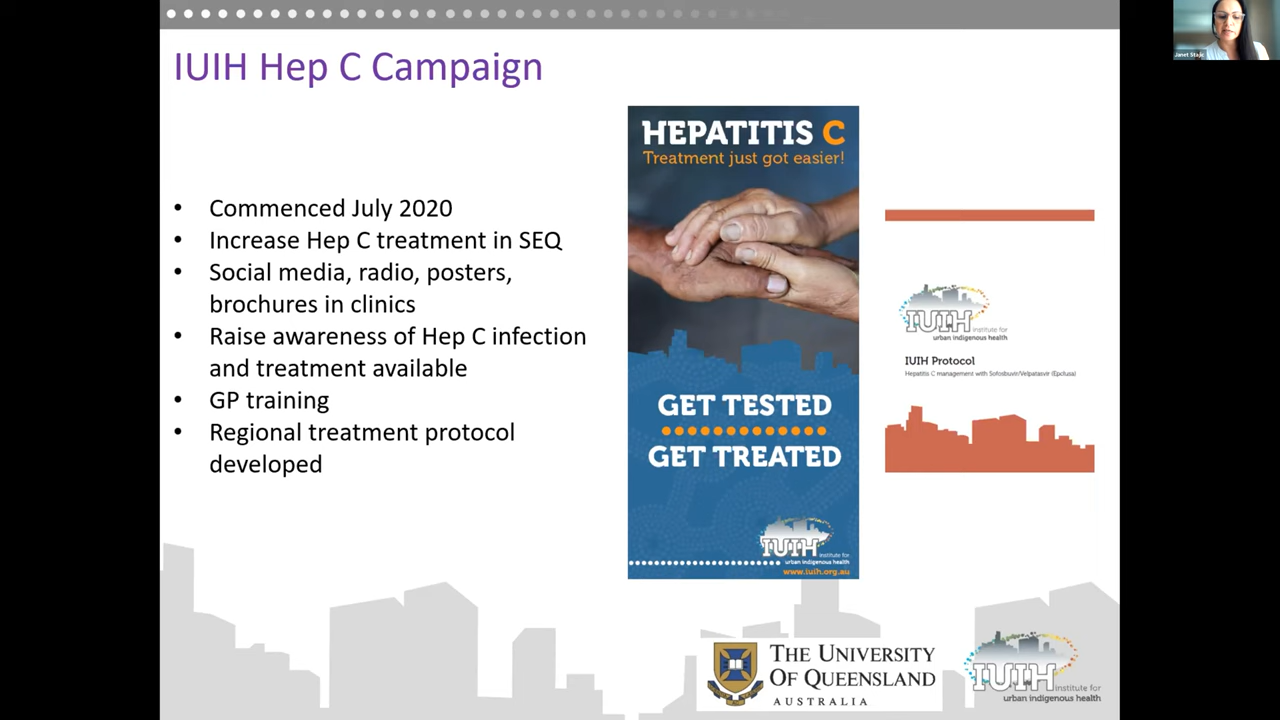 Janet Stajic
IUIH Hep C Campaign
• Commenced July 2020
• Increase Hep C treatment in SEQ
• Social media, radio, posters,
brochures in clinics
• Raise awareness of Hep C infection
and treatment available
• GP training
• Regional treatment protocol
developed
HEPATITIS C
Treatment just got easier!
GET TESTED
GET TREATED
IUIH
institute for
urban indigenous health
www.iuih.org.au
IUIH
institute for
urban indigenous health
IUIH Protocol
Hepatitis C management with Sofosbuvir/Velpatasvir (Epclusa)
THE UNIVERSITY
OF QUEENSLAND
AUSTRALIA
IUIH
institute for
urban indigenous health